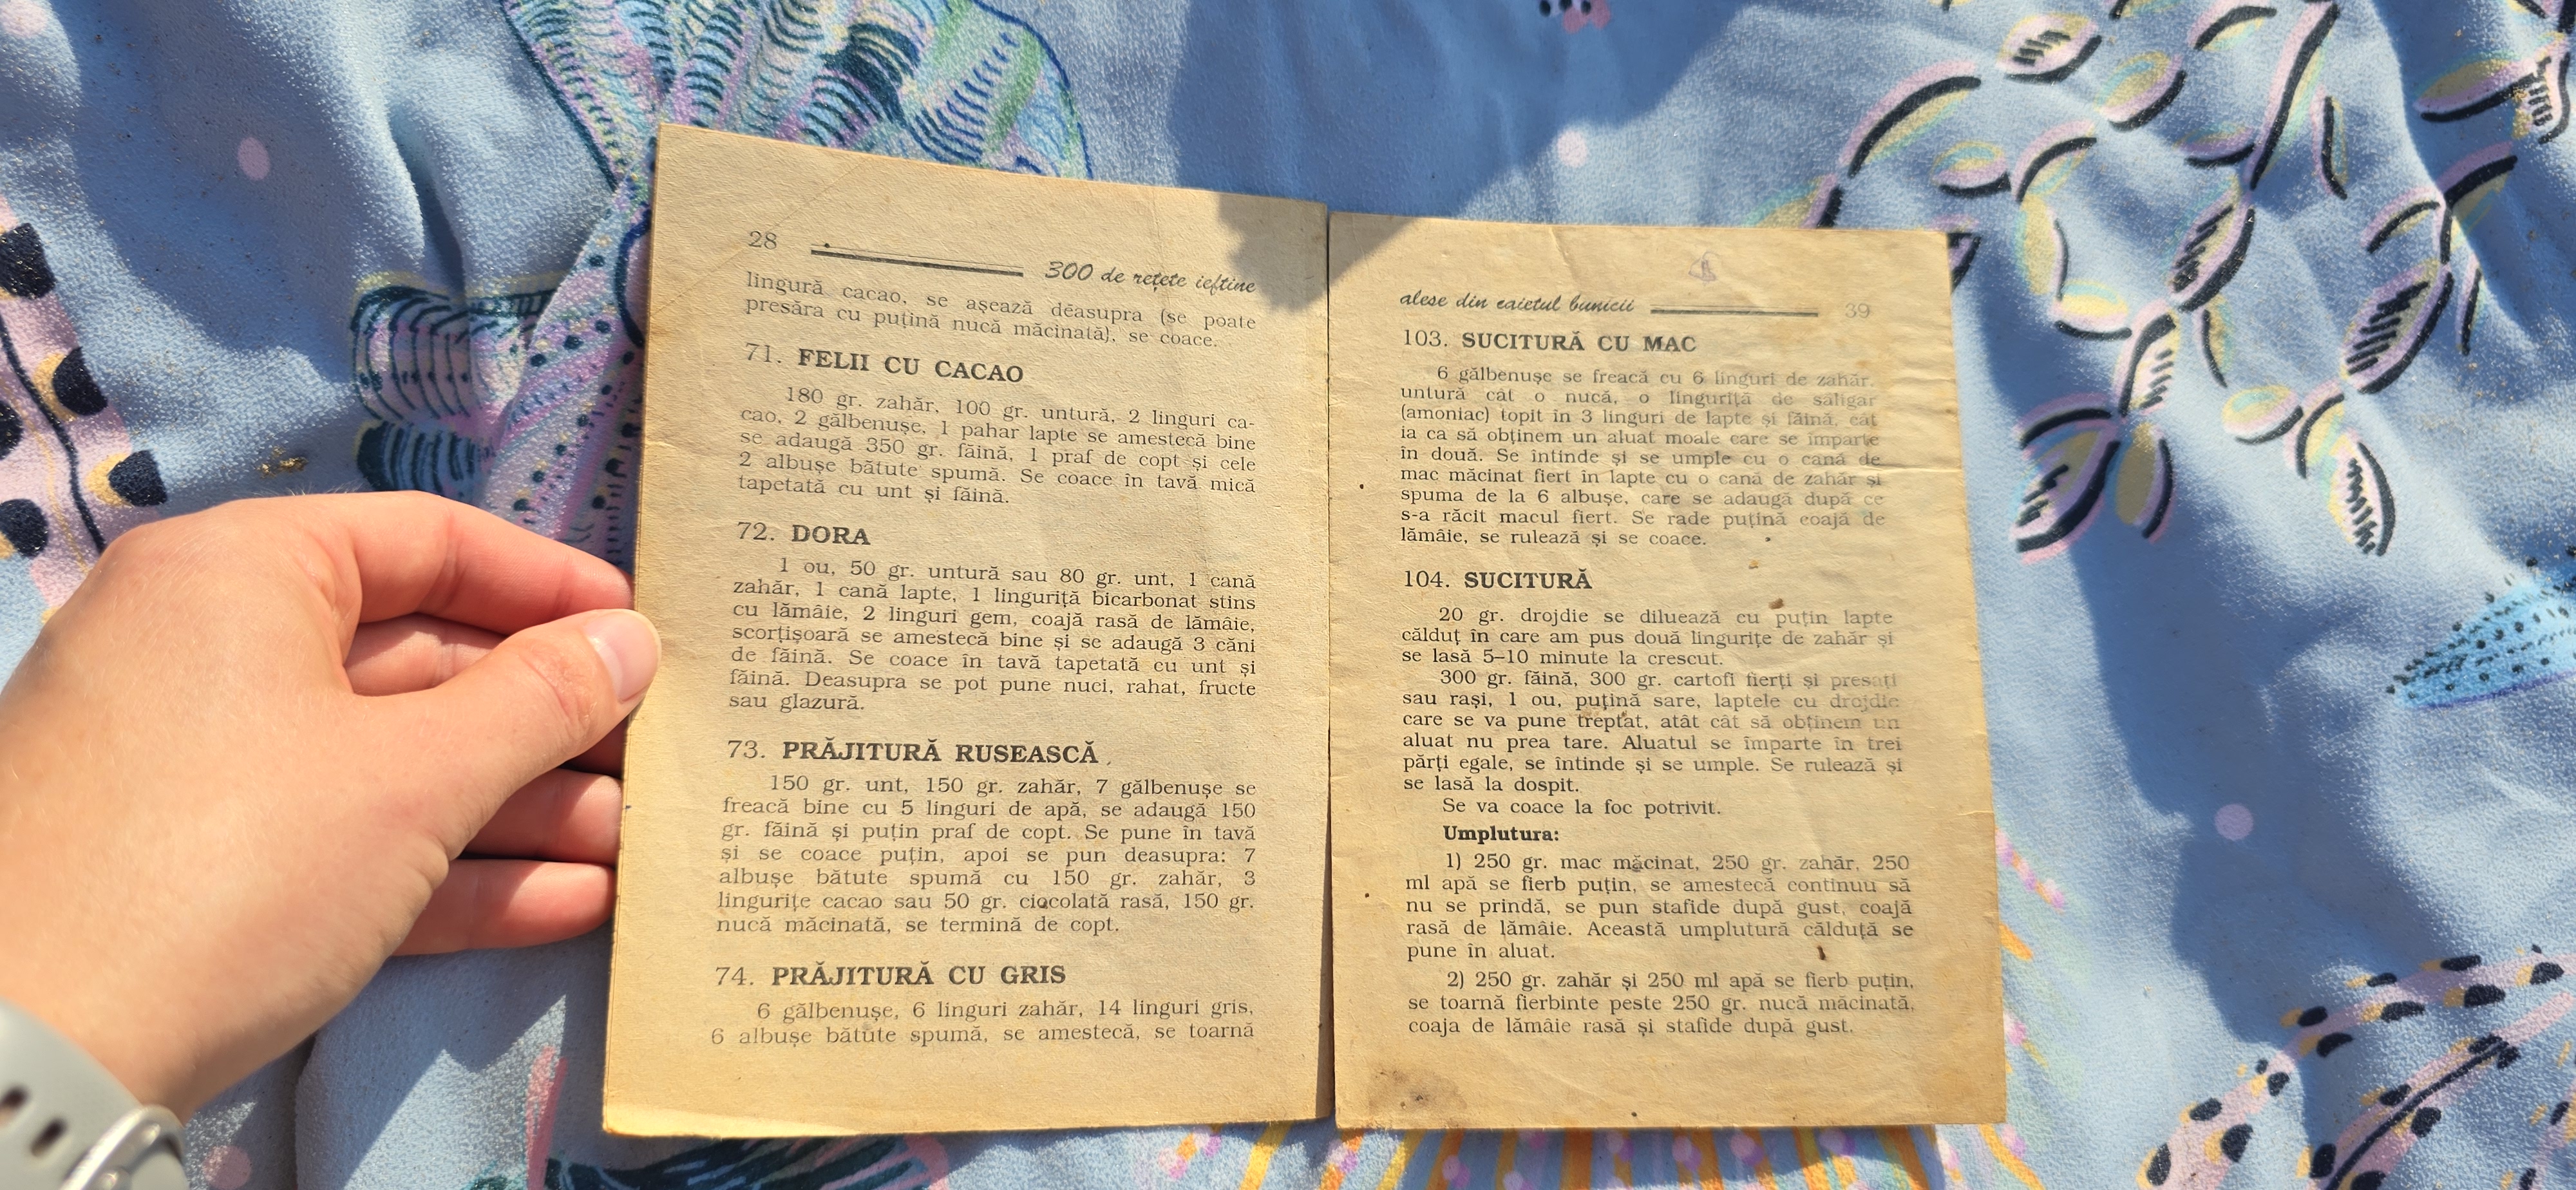 28
300 de rețete ieftine
lingură cacao, se așează deasupra (se poate
presăra cu puțină nucă măcinată), se coace.
71. FELII CU CACAO
180 gr. zahăr, 100 gr. untură, 2 linguri ca-
cao, 2 gălbenușe, 1 pahar lapte se amestecă bine
se adaugă 350 gr. făină, 1 praf de copt și cele
2 albușe bătute spumă. Se coace în tavă mică
tapetată cu unt și făină.
72. DORA
1 ou, 50 gr. untură sau 80 gr. unt, 1 cană
zahăr, 1 cană lapte, 1 linguriță bicarbonat stins
cu lămâie, 2 linguri gem, coajă rasă de lămâie,
scorțișoară se amestecă bine și se adaugă 3 căni
de făină. Se coace în tavă tapetată cu unt și
făină. Deasupra se pot pune nuci, rahat, fructe
sau glazură.
73. PRĂJITURĂ RUSEASCĂ
150 gr. unt, 150 gr. zahăr, 7 gălbenușe se
freacă bine cu 5 linguri de apă, se adaugă 150
gr. făină și puțin praf de copt. Se pune în tavă
și se coace puțin, apoi se pun deasupra: 7
albușe bătute spumă cu 150 gr. zahăr, 3
lingurițe cacao sau 50 gr. ciocolată rasă, 150 gr.
nucă măcinată, se termină de copt.
74. PRĂJITURĂ CU GRIS
6 gălbenușe, 6 linguri zahăr, 14 linguri gris,
6 albușe bătute spumă, se amestecă, se toarnă
alese din caietul bunicii
39
103. SUCITURĂ CU MAC
6 gălbenușe se freacă cu 6 linguri de zahăr,
untură cât o nucă, o linguriță de săligar
(amoniac) topit în 3 linguri de lapte și făină, cât
ia ca să obținem un aluat moale care se împarte
în două. Se întinde și se umple cu o cană de
mac măcinat fiert în lapte cu o cană de zahăr și
spuma de la 6 albușe, care se adaugă după ce
s-a răcit macul fiert. Se rade puțină coajă de
lămâie, se rulează și se coace.
104. SUCITURĂ
20 gr. drojdie se diluează cu puțin lapte
călduț în care am pus două lingurițe de zahăr și
se lasă 5-10 minute la crescut.
300 gr. făină, 300 gr. cartofi fierți și presați
sau rași, 1 ou, puțină sare, laptele cu drojdie
care se va pune treptat, atât cât să obținem un
aluat nu prea tare. Aluatul se împarte în trei
părți egale, se întinde și se umple. Se rulează și
se lasă la dospit.
Se va coace la foc potrivit.
Umplutura:
1) 250 gr. mac măcinat, 250 gr. zahăr, 250
ml apă se fierb puțin, se amestecă continuu să
nu se prindă, se pun stafide după gust, coajă
rasă de lămâie. Această umplutură călduță se
pune în aluat.
2) 250 gr. zahăr și 250 ml apă se fierb puțin,
se toarnă fierbinte peste 250 gr. nucă măcinată,
coaja de lămâie rasă și stafide după gust.